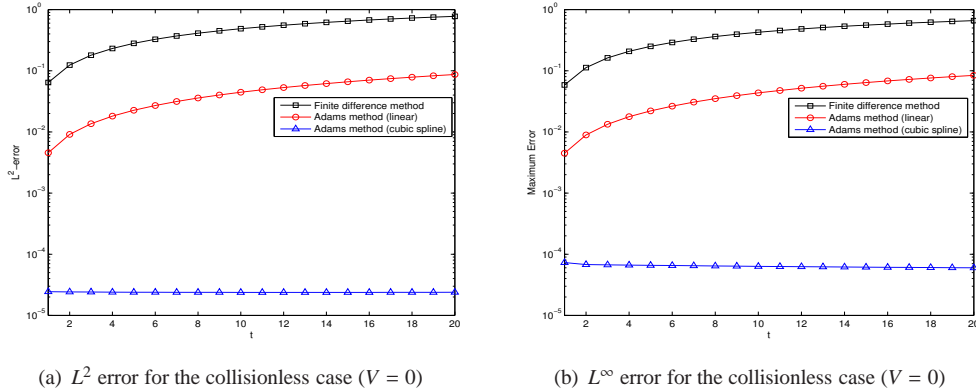 10^0
10^-1
10^-2
10^-3
10^-4
10^-5
L^2-error
2 4 6 8 10 12 14 16 18 20
t
Finite difference method
Adams method (linear)
Adams method (cubic spline)
(a) L^2 error for the collisionless case (V = 0)
10^0
10^-1
10^-2
10^-3
10^-4
10^-5
Maximum Error
2 4 6 8 10 12 14 16 18 20
t
Finite difference method
Adams method (linear)
Adams method (cubic spline)
(b) L^∞ error for the collisionless case (V = 0)